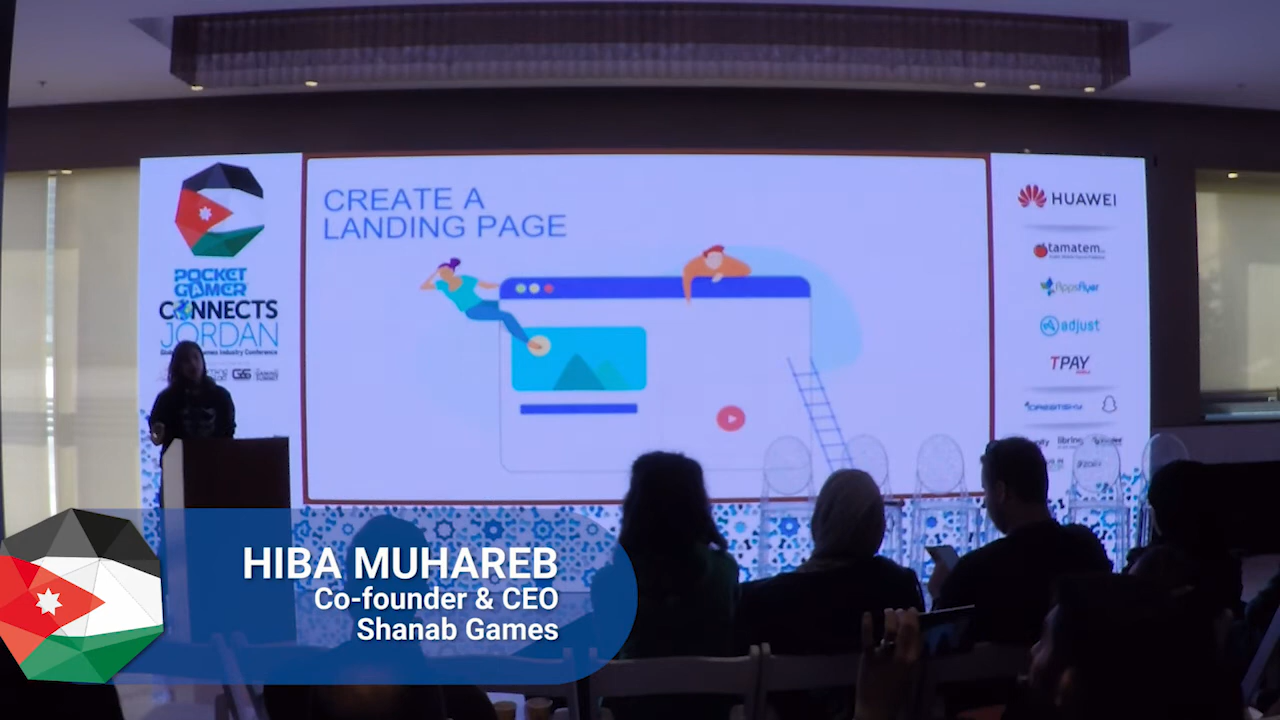 CREATE A
LANDING PAGE
POCKET
GAMER
CONNECTS
JORDAN
HUAWEI
tamatem
AppsFlyer
adjust
TPAY
HIBA MUHAREB
Co-founder & CEO
Shanab Games